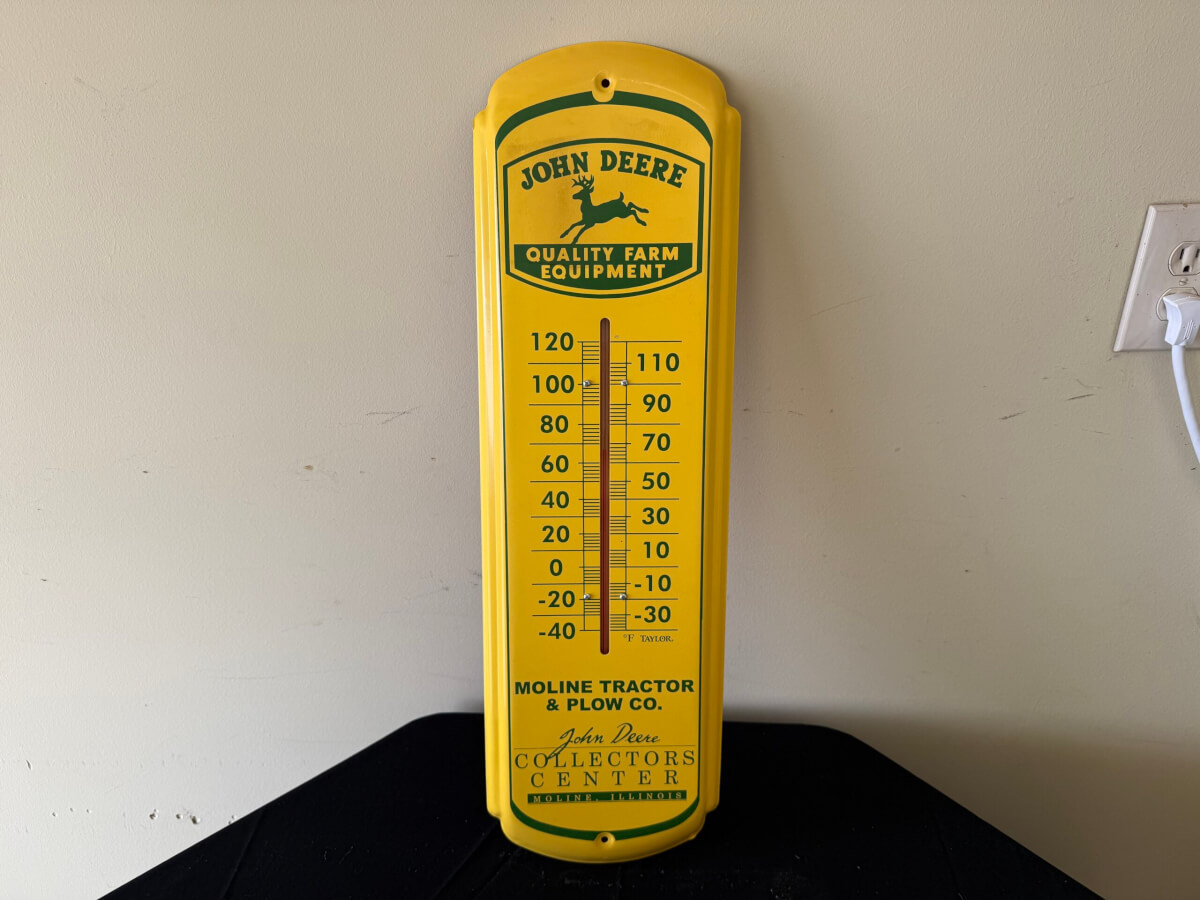 JOHN DEERE
QUALITY FARM
EQUIPMENT
120
110
100
90
80
70
60
50
40
30
20
10
0
-10
-20
-30
-40
°F TAYLOR.
MOLINE TRACTOR
& PLOW CO.
John Deere
COLLECTORS
CENTER
MOLINE, ILLINOIS